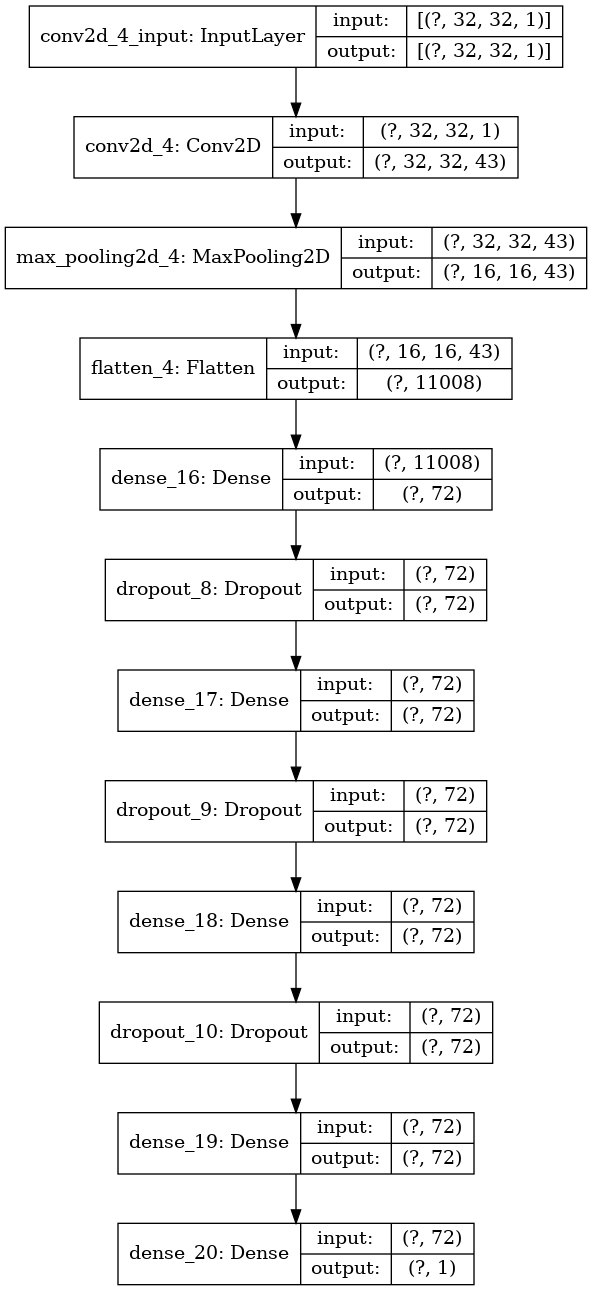 conv2d_4_input: InputLayer
input: [(?, 32, 32, 1)]
output: [(?, 32, 32, 1)]
conv2d_4: Conv2D
input: (?, 32, 32, 1)
output: (?, 32, 32, 43)
max_pooling2d_4: MaxPooling2D
input: (?, 32, 32, 43)
output: (?, 16, 16, 43)
flatten_4: Flatten
input: (?, 16, 16, 43)
output: (?, 11008)
dense_16: Dense
input: (?, 11008)
output: (?, 72)
dropout_8: Dropout
input: (?, 72)
output: (?, 72)
dense_17: Dense
input: (?, 72)
output: (?, 72)
dropout_9: Dropout
input: (?, 72)
output: (?, 72)
dense_18: Dense
input: (?, 72)
output: (?, 72)
dropout_10: Dropout
input: (?, 72)
output: (?, 72)
dense_19: Dense
input: (?, 72)
output: (?, 72)
dense_20: Dense
input: (?, 72)
output: (?, 1)